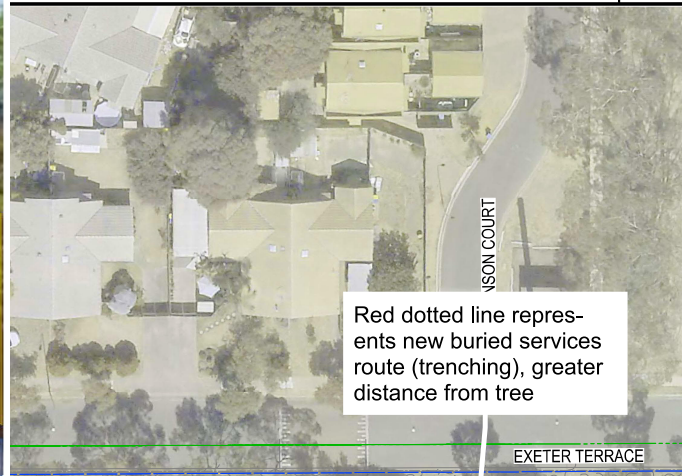 NSON COURT
Red dotted line repres-
ents new buried services
route (trenching), greater
distance from tree
EXETER TERRACE